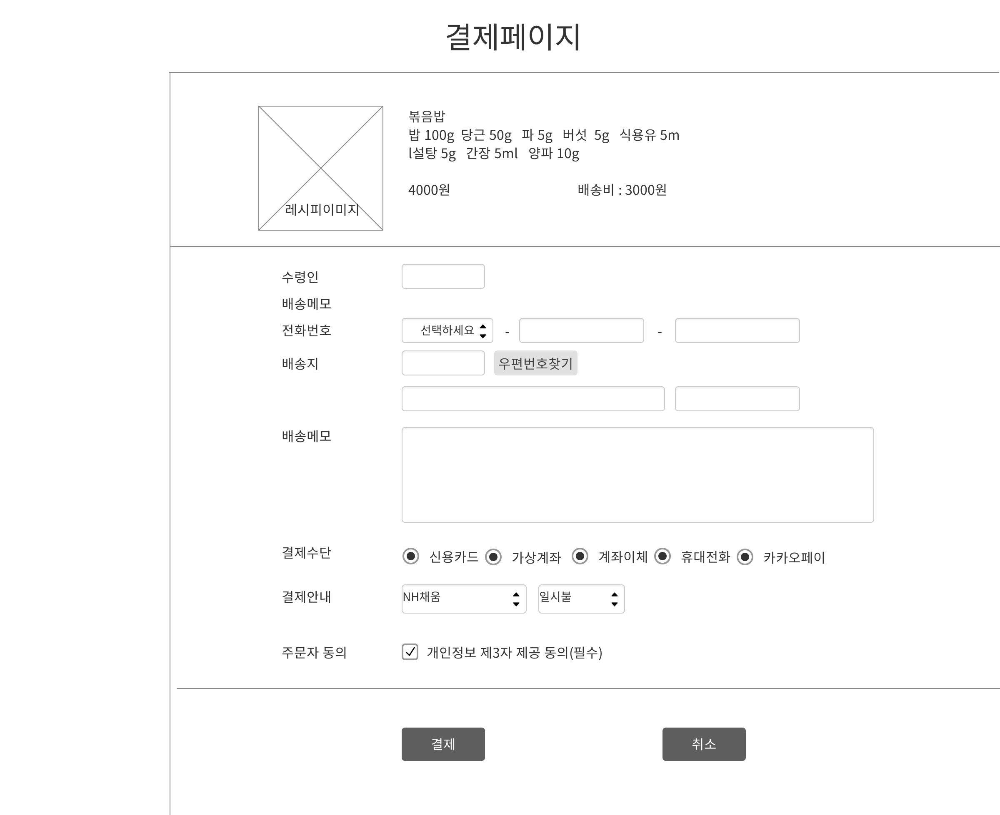 결제페이지
볶음밥
밥 100g 당근 50g 파 5g 버섯 5g 식용유 5m
l설탕 5g 간장 5ml 양파 10g
4000원 배송비 : 3000원
레시피이미지
수령인
배송메모
전화번호 선택하세요 - -
배송지 우편번호찾기
배송메모
결제수단 신용카드 가상계좌 계좌이체 휴대전화 카카오페이
결제안내 NH채움 일시불
주문자 동의 개인정보 제3자 제공 동의(필수)
결제 취소